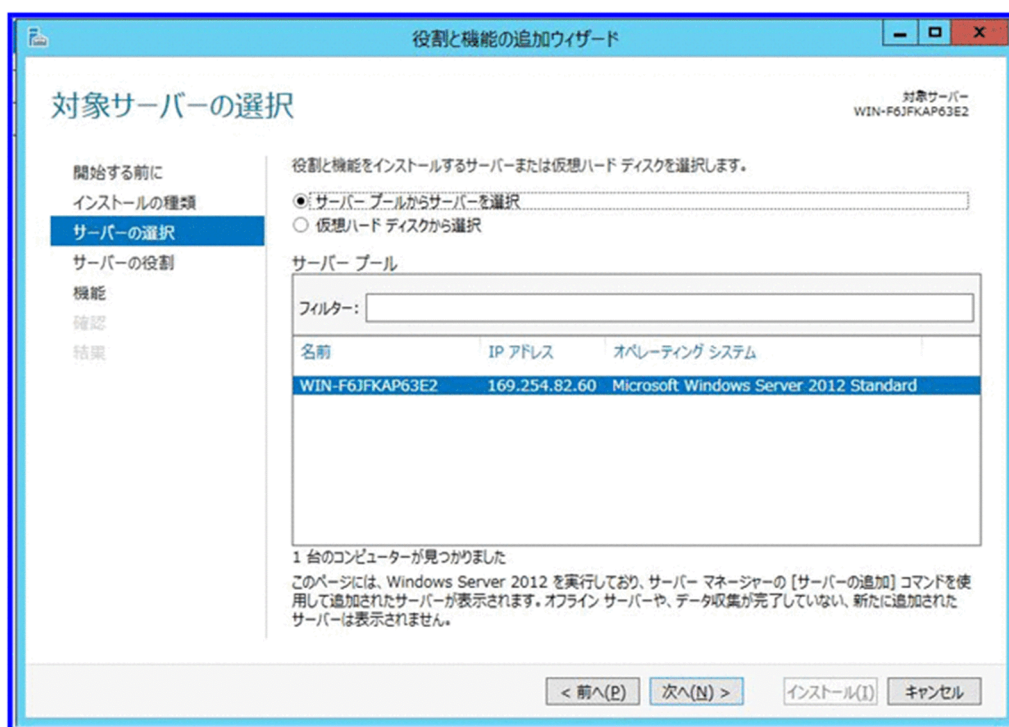 役割と機能の追加ウィザード
対象サーバーの選択
対象サーバー
WIN-F6JFKAP63E2
開始する前に
インストールの種類
サーバーの選択
サーバーの役割
機能
確認
結果
役割と機能をインストールするサーバーまたは仮想ハード ディスクを選択します。
サーバー プールからサーバーを選択
仮想ハード ディスクから選択
サーバー プール
フィルター:
名前 IP アドレス オペレーティング システム
WIN-F6JFKAP63E2 169.254.82.60 Microsoft Windows Server 2012 Standard
1 台のコンピューターが見つかりました
このページには、Windows Server 2012 を実行しており、サーバー マネージャーの [サーバーの追加] コマンドを使
用して追加されたサーバーが表示されます。オフライン サーバーや、データ収集が完了していない、新たに追加された
サーバーは表示されません。
< 前へ(P) 次へ(N) > インストール(I) キャンセル